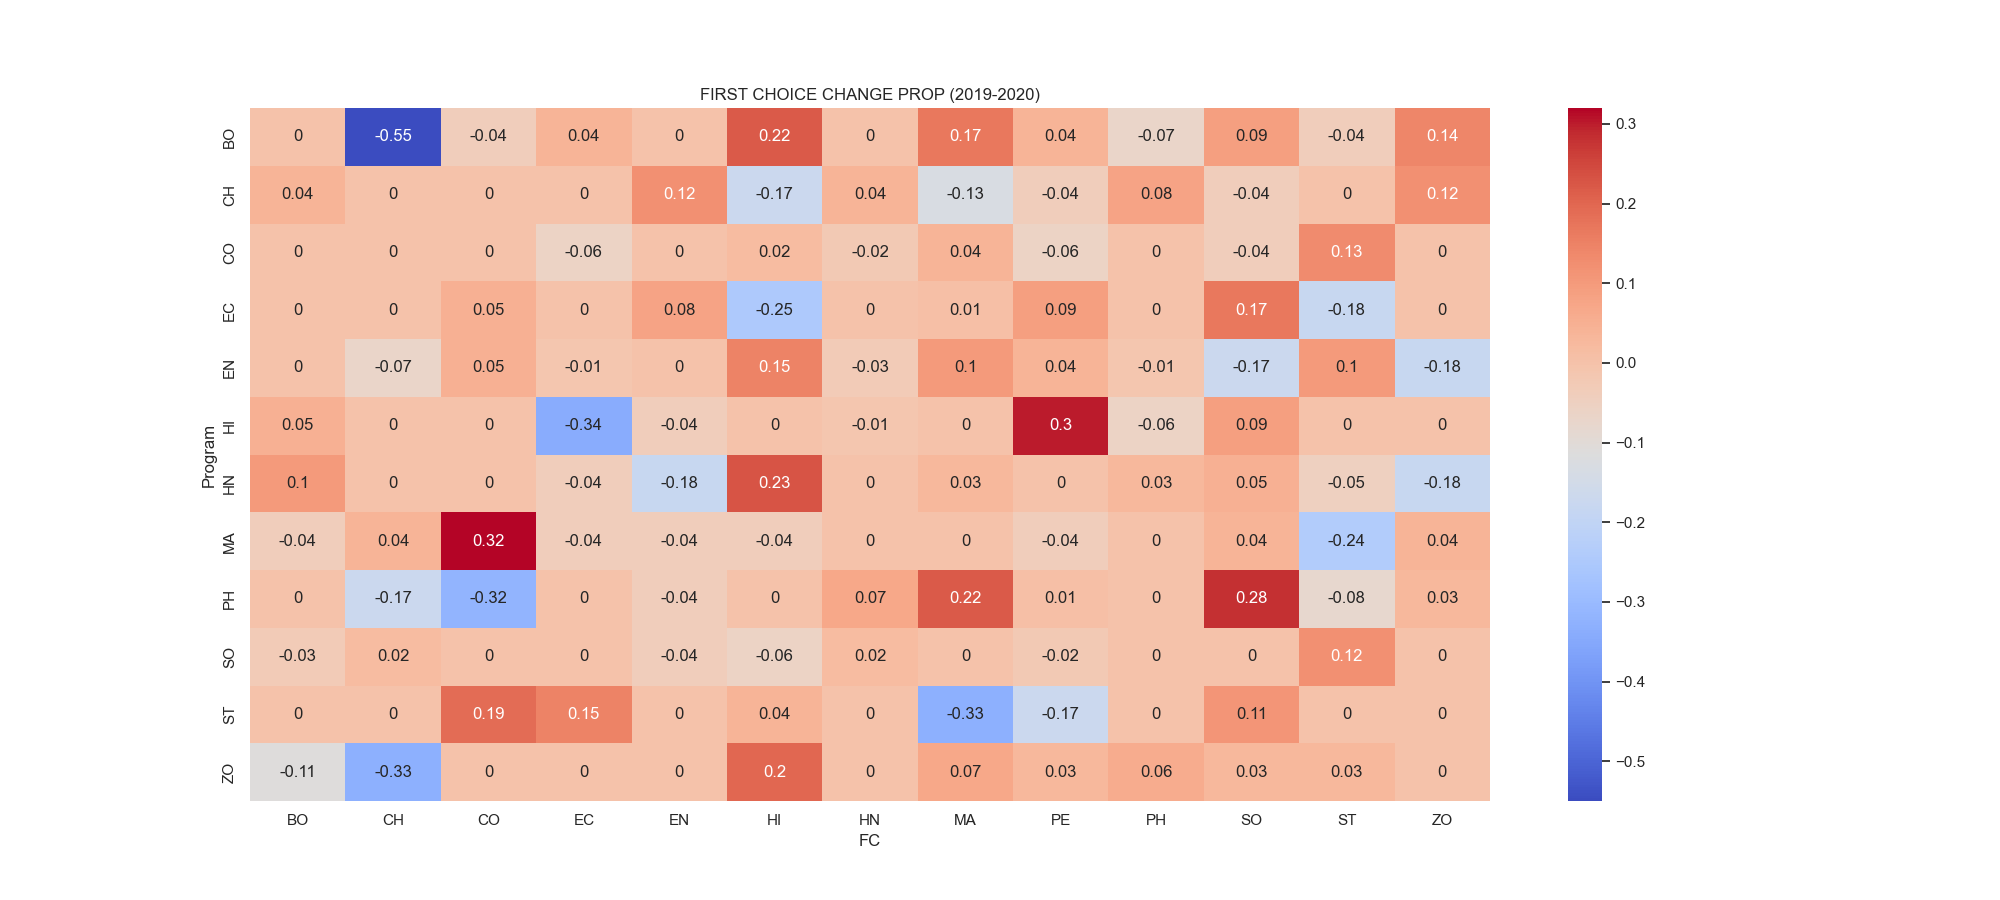 FIRST CHOICE CHANGE PROP (2019-2020)
BO 0 -0.55 -0.04 0.04 0 0.22 0 0.17 0.04 -0.07 0.09 -0.04 0.14
CH 0.04 0 0 0 0.12 -0.17 0.04 -0.13 -0.04 0.08 -0.04 0 0.12
CO 0 0 0 -0.06 0 0.02 -0.02 0.04 -0.06 0 -0.04 0.13 0
EC 0 0 0.05 0 0.08 -0.25 0 0.01 0.09 0 0.17 -0.18 0
EN 0 -0.07 0.05 -0.01 0 0.15 -0.03 0.1 0.04 -0.01 -0.17 0.1 -0.18
HI 0.05 0 0 -0.34 -0.04 0 -0.01 0 0.3 -0.06 0.09 0 0
HN 0.1 0 0 -0.04 -0.18 0.23 0 0.03 0 0.03 0.05 -0.05 -0.18
MA -0.04 0.04 0.32 -0.04 -0.04 -0.04 0 0 -0.04 0 0.04 -0.24 0.04
PH 0 -0.17 -0.32 0 -0.04 0 0.07 0.22 0.01 0 0.28 -0.08 0.03
SO -0.03 0.02 0 0 -0.04 -0.06 0.02 0 -0.02 0 0 0.12 0
ST 0 0 0.19 0.15 0 0.04 0 -0.33 -0.17 0 0.11 0 0
ZO -0.11 -0.33 0 0 0 0.2 0 0.07 0.03 0.06 0.03 0.03 0
BO CH CO EC EN HI HN MA PE PH SO ST ZO
FC
Program
0.3
0.2
0.1
0.0
−0.1
−0.2
−0.3
−0.4
−0.5